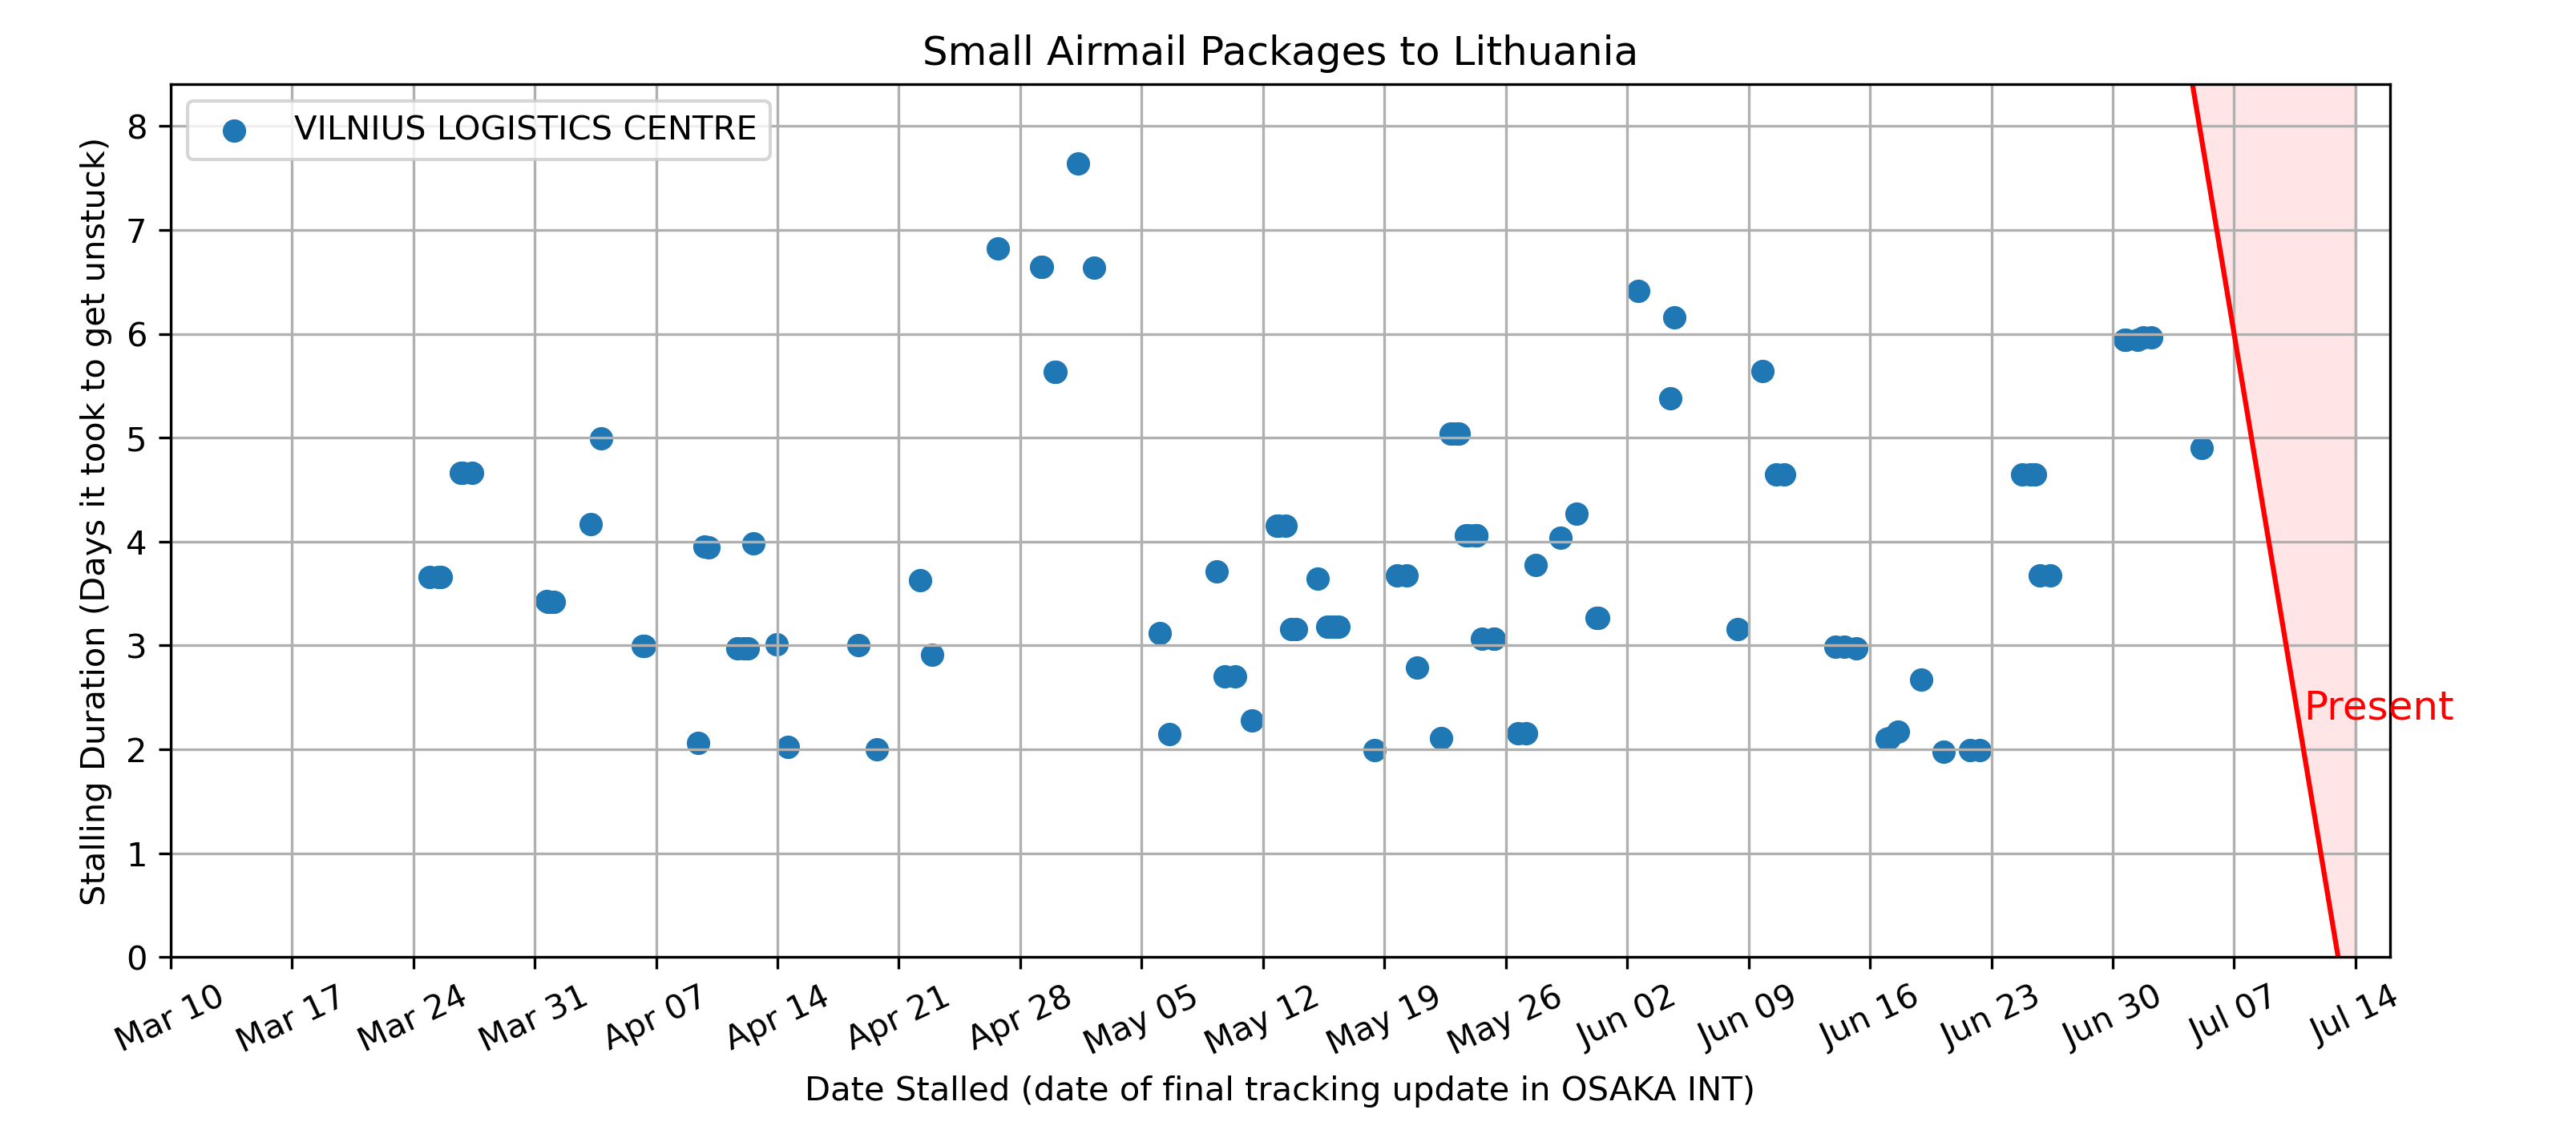 Small Airmail Packages to Lithuania
VILNIUS LOGISTICS CENTRE
Stalling Duration (Days it took to get unstuck)
8
7
6
5
4
3
2
1
0
Present
Mar 10
Mar 17
Mar 24
Mar 31
Apr 07
Apr 14
Apr 21
Apr 28
May 05
May 12
May 19
May 26
Jun 02
Jun 09
Jun 16
Jun 23
Jun 30
Jul 07
Jul 14
Date Stalled (date of final tracking update in OSAKA INT)